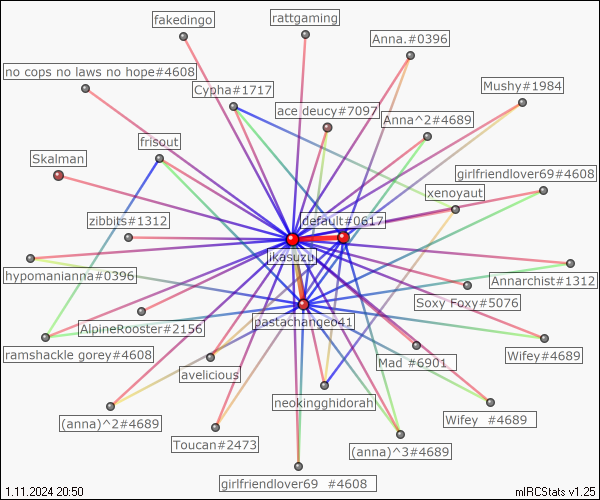 fakedingo
rattgaming
Anna.#0396
no cops no laws no hope#4608
Cypha#1717
Mushy#1984
ace deucy#7097
Anna^2#4689
frisout
Skalman
girlfriendlover69#4608
xenoyaut
zibbits#1312
default#0617
jkasuzu
hypomanianna#0396
Annarchist#1312
Soxy Foxy#5076
AlpineRooster#2156
pastachangeo41
ramshackle gorey#4608
Mad #6901
Wifey#4689
avelicious
neokingghidorah
(anna)^2#4689
Wifey #4689
Toucan#2473
(anna)^3#4689
girlfriendlover69 #4608
1.11.2024 20:50
mIRCStats v1.25